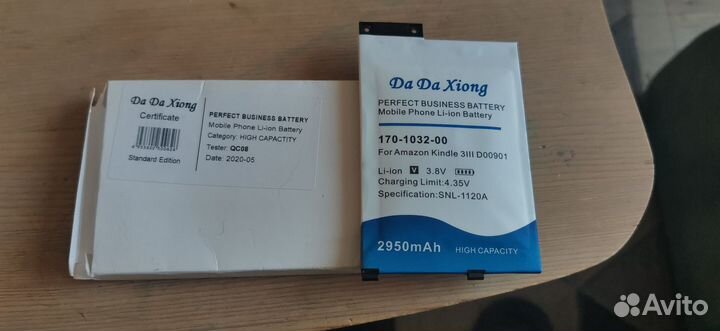 Da Da Xiong
Certificate
Standard Edition
PERFECT BUSINESS BATTERY
Mobile Phone Li-ion Battery
Category: HIGH CAPACTITY
Tester: QC08
Date: 2020-05
Da Da Xiong
PERFECT BUSINESS BATTERY
Mobile Phone Li-ion Battery
170-1032-00
For Amazon Kindle 3III D00901
Li-ion V 3.8V
Charging Limit:4.35V
Specification:SNL-1120A
2950mAh HIGH CAPACITY
Avito